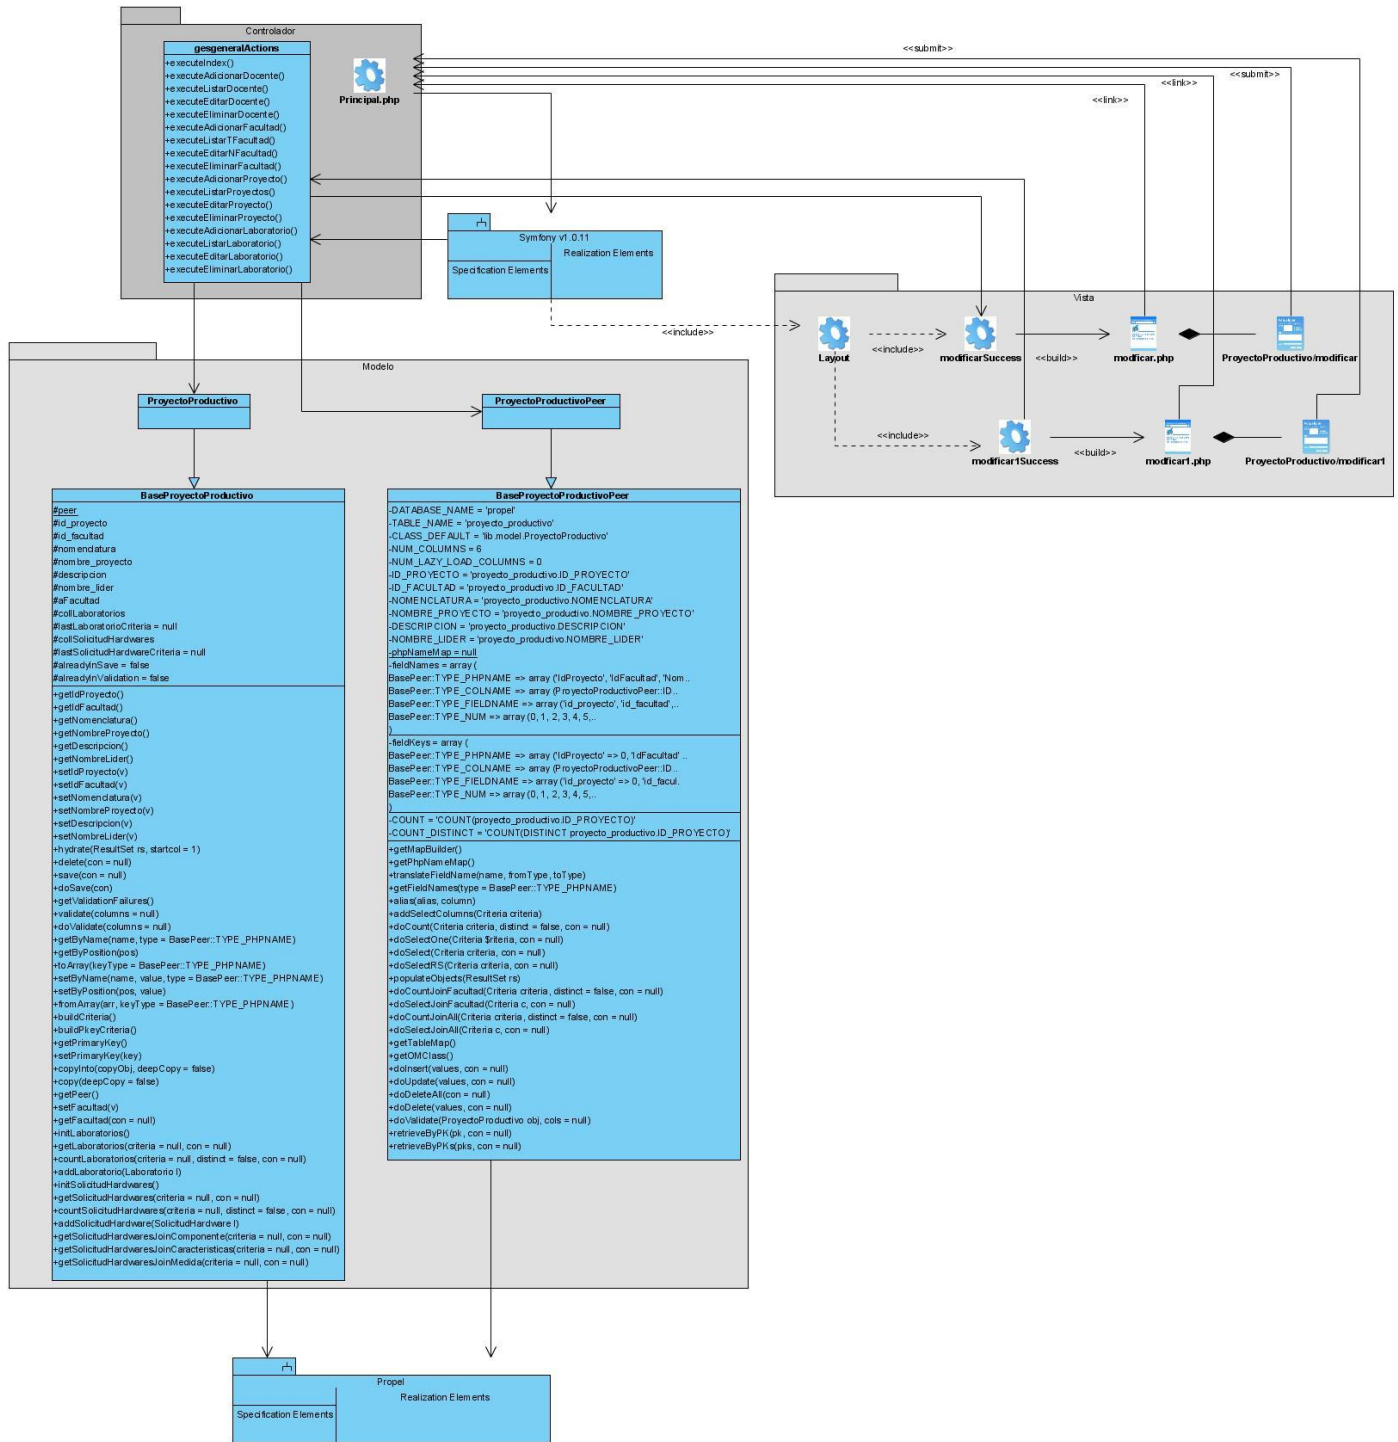 Controlador
gesgeneralActions
+executeIndex()
+executeAdicionarDocente()
+executeListarDocente()
+executeEditarDocente()
+executeEliminarDocente()
+executeAdicionarFacultad()
+executeListarTFacultad()
+executeEditarNFacultad()
+executeEliminarFacultad()
+executeAdicionarProyecto()
+executeListarProyectos()
+executeEditarProyecto()
+executeEliminarProyecto()
+executeAdicionarLaboratorio()
+executeListarLaboratorio()
+executeEditarLaboratorio()
+executeEliminarLaboratorio()
Principal.php
<<submit>>
<<submit>>
<<link>>
<<link>>
Symfony v1.0.11
Realization Elements
Specification Elements
<<include>>
Vista
Layout
<<include>>
modificarSuccess
<<build>>
modficar.php
ProyectoProductivo/modificar
<<include>>
modificar1Success
<<build>>
modficar1.php
ProyectoProductivo/modificar1
Modelo
ProyectoProductivo
ProyectoProductivoPeer
BaseProyectoProductivo
#peer
#id_proyecto
#id_facultad
#nomenclatura
#nombre_proyecto
#descripcion
#nombre_lider
#aFacultad
#collLaboratorios
#lastLaboratorioCriteria = null
#collSolicitudHardwares
#lastSolicitudHardwareCriteria = null
#alreadyInSave = false
#alreadyInValidation = false
+getIdProyecto()
+getIdFacultad()
+getNomenclatura()
+getNombreProyecto()
+getDescripcion()
+getNombreLider()
+setIdProyecto(v)
+setIdFacultad(v)
+setNomenclatura(v)
+setNombreProyecto(v)
+setDescripcion(v)
+setNombreLider(v)
+hydrate(ResultSet rs, startcol = 1)
+delete(con = null)
+save(con = null)
+doSave(con)
+getValidationFailures()
+validate(columns = null)
+doValidate(columns = null)
+getByName(name, type = BasePeer::TYPE_PHPNAME)
+getByPosition(pos)
+toArray(keyType = BasePeer::TYPE_PHPNAME)
+setByName(name, value, type = BasePeer::TYPE_PHPNAME)
+setByPosition(pos, value)
+fromArray(arr, keyType = BasePeer::TYPE_PHPNAME)
+buildCriteria()
+buildPkeyCriteria()
+getPrimaryKey()
+setPrimaryKey(key)
+copyInto(copyObj, deepCopy = false)
+copy(deepCopy = false)
+getPeer()
+setFacultad(v)
+getFacultad(con = null)
+initLaboratorios()
+getLaboratorios(criteria = null, con = null)
+countLaboratorios(criteria = null, distinct = false, con = null)
+addLaboratorio(Laboratorio l)
+initSolicitudHardwares()
+getSolicitudHardwares(criteria = null, con = null)
+countSolicitudHardwares(criteria = null, distinct = false, con = null)
+addSolicitudHardware(SolicitudHardware l)
+getSolicitudHardwaresJoinComponente(criteria = null, con = null)
+getSolicitudHardwaresJoinCaracteristicas(criteria = null, con = null)
+getSolicitudHardwaresJoinMedida(criteria = null, con = null)
BaseProyectoProductivoPeer
-DATABASE_NAME = 'propel'
-TABLE_NAME = 'proyecto_productivo'
-CLASS_DEFAULT = 'lib.model.ProyectoProductivo'
-NUM_COLUMNS = 6
-NUM_LAZY_LOAD_COLUMNS = 0
-ID_PROYECTO = 'proyecto_productivo.ID_PROYECTO'
-ID_FACULTAD = 'proyecto_productivo.ID_FACULTAD'
-NOMENCLATURA = 'proyecto_productivo.NOMENCLATURA'
-NOMBRE_PROYECTO = 'proyecto_productivo.NOMBRE_PROYECTO'
-DESCRIPCION = 'proyecto_productivo.DESCRIPCION'
-NOMBRE_LIDER = 'proyecto_productivo.NOMBRE_LIDER'
-phpNameMap = null
-fieldNames = array (
BasePeer::TYPE_PHPNAME => array ('IdProyecto', 'IdFacultad', 'Nom..
BasePeer::TYPE_COLNAME => array (ProyectoProductivoPeer::ID..
BasePeer::TYPE_FIELDNAME => array ('id_proyecto', 'id_facultad',..
BasePeer::TYPE_NUM => array (0, 1, 2, 3, 4, 5,..
)
-fieldKeys = array (
BasePeer::TYPE_PHPNAME => array ('IdProyecto' => 0, 'IdFacultad' ..
BasePeer::TYPE_COLNAME => array (ProyectoProductivoPeer::ID..
BasePeer::TYPE_FIELDNAME => array ('id_proyecto' => 0, 'id_facul.
BasePeer::TYPE_NUM => array (0, 1, 2, 3, 4, 5,..
)
-COUNT = 'COUNT(proyecto_productivo.ID_PROYECTO)'
-COUNT_DISTINCT = 'COUNT(DISTINCT proyecto_productivo.ID_PROYECTO)'
+getMapBuilder()
+getPhpNameMap()
+translateFieldName(name, fromType, toType)
+getFieldNames(type = BasePeer::TYPE_PHPNAME)
+alias(alias, column)
+addSelectColumns(Criteria criteria)
+doCount(Criteria criteria, distinct = false, con = null)
+doSelectOne(Criteria $riteria, con = null)
+doSelect(Criteria criteria, con = null)
+doSelectRS(Criteria criteria, con = null)
+populateObjects(ResultSet rs)
+doCountJoinFacultad(Criteria criteria, distinct = false, con = null)
+doSelectJoinFacultad(Criteria c, con = null)
+doCountJoinAll(Criteria criteria, distinct = false, con = null)
+doSelectJoinAll(Criteria c, con = null)
+getTableMap()
+getOMClass()
+doInsert(values, con = null)
+doUpdate(values, con = null)
+doDeleteAll(con = null)
+doDelete(values, con = null)
+doValidate(ProyectoProductivo obj, cols = null)
+retrieveByPK(pk, con = null)
+retrieveByPKs(pks, con = null)
Propel
Realization Elements
Specification Elements